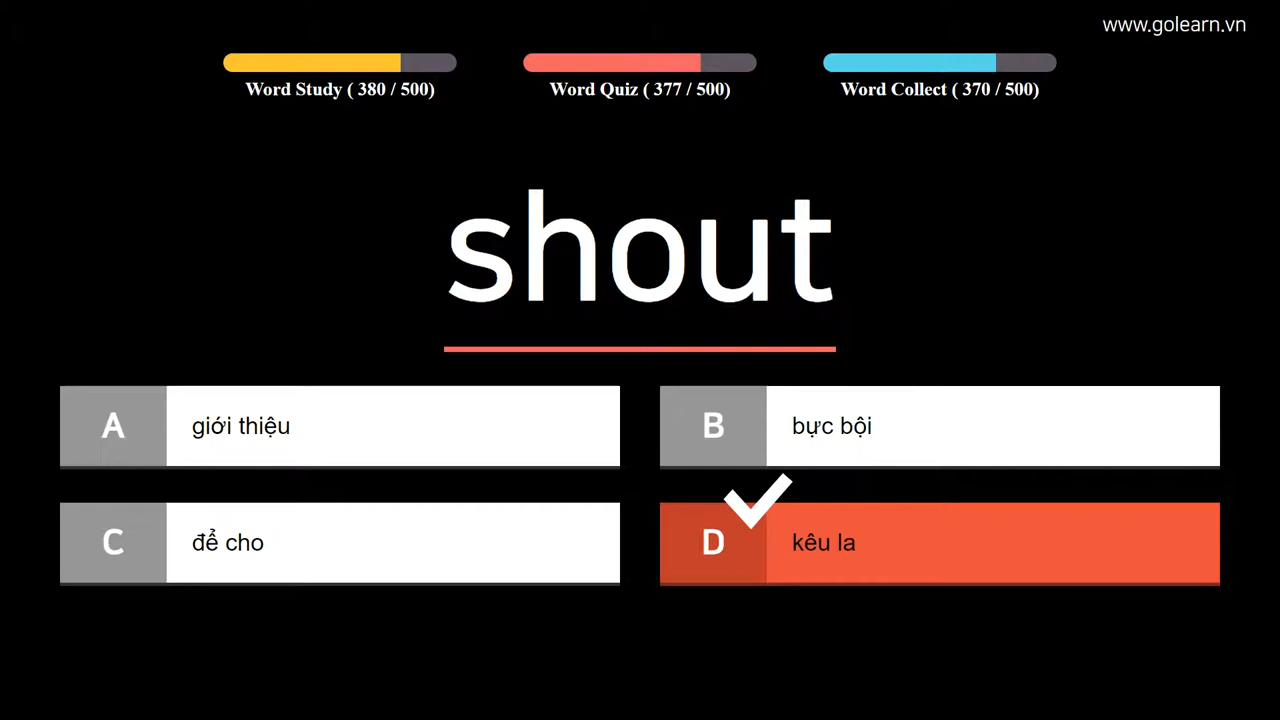 www.golearn.vn
Word Study ( 380 / 500)
Word Quiz ( 377 / 500)
Word Collect ( 370 / 500)
shout
A giới thiệu
B bực bội
C để cho
D kêu la